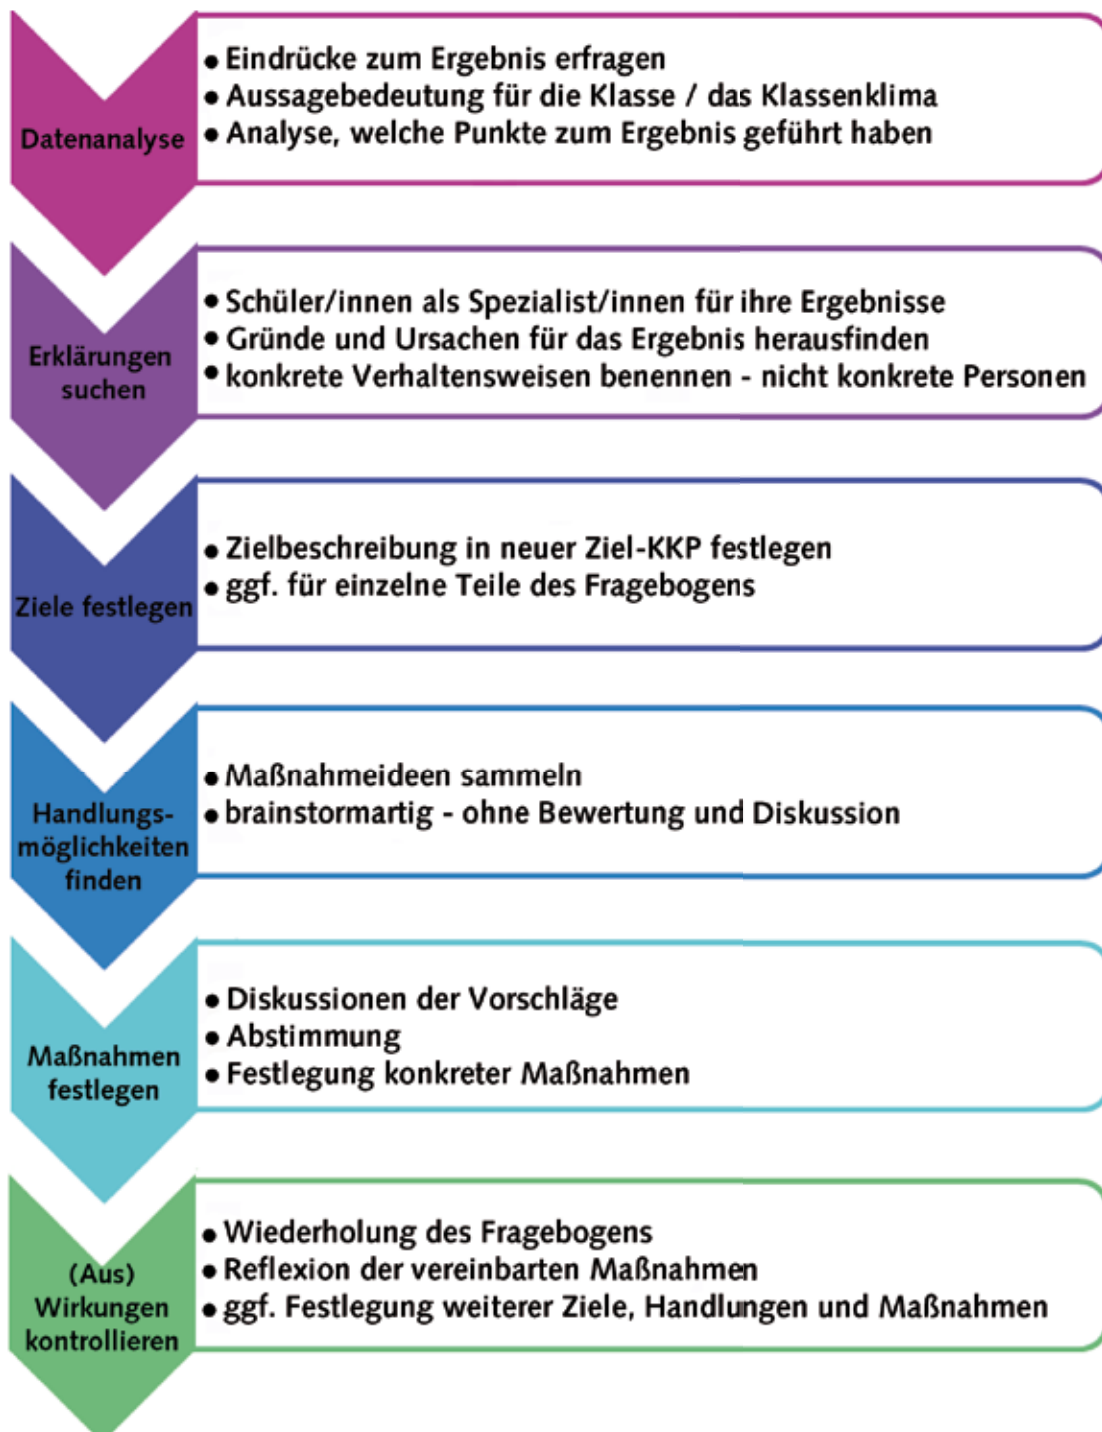 Datenanalyse
• Eindrücke zum Ergebnis erfragen
• Aussagebedeutung für die Klasse / das Klassenklima
• Analyse, welche Punkte zum Ergebnis geführt haben
Erklärungen
suchen
• Schüler/innen als Spezialist/innen für ihre Ergebnisse
• Gründe und Ursachen für das Ergebnis herausfinden
• konkrete Verhaltensweisen benennen - nicht konkrete Personen
Ziele festlegen
• Zielbeschreibung in neuer Ziel-KKP festlegen
• ggf. für einzelne Teile des Fragebogens
Handlungs-
möglichkeiten
finden
• Maßnahmeideen sammeln
• brainstormartig - ohne Bewertung und Diskussion
Maßnahmen
festlegen
• Diskussionen der Vorschläge
• Abstimmung
• Festlegung konkreter Maßnahmen
(Aus)
Wirkungen
kontrollieren
• Wiederholung des Fragebogens
• Reflexion der vereinbarten Maßnahmen
• ggf. Festlegung weiterer Ziele, Handlungen und Maßnahmen